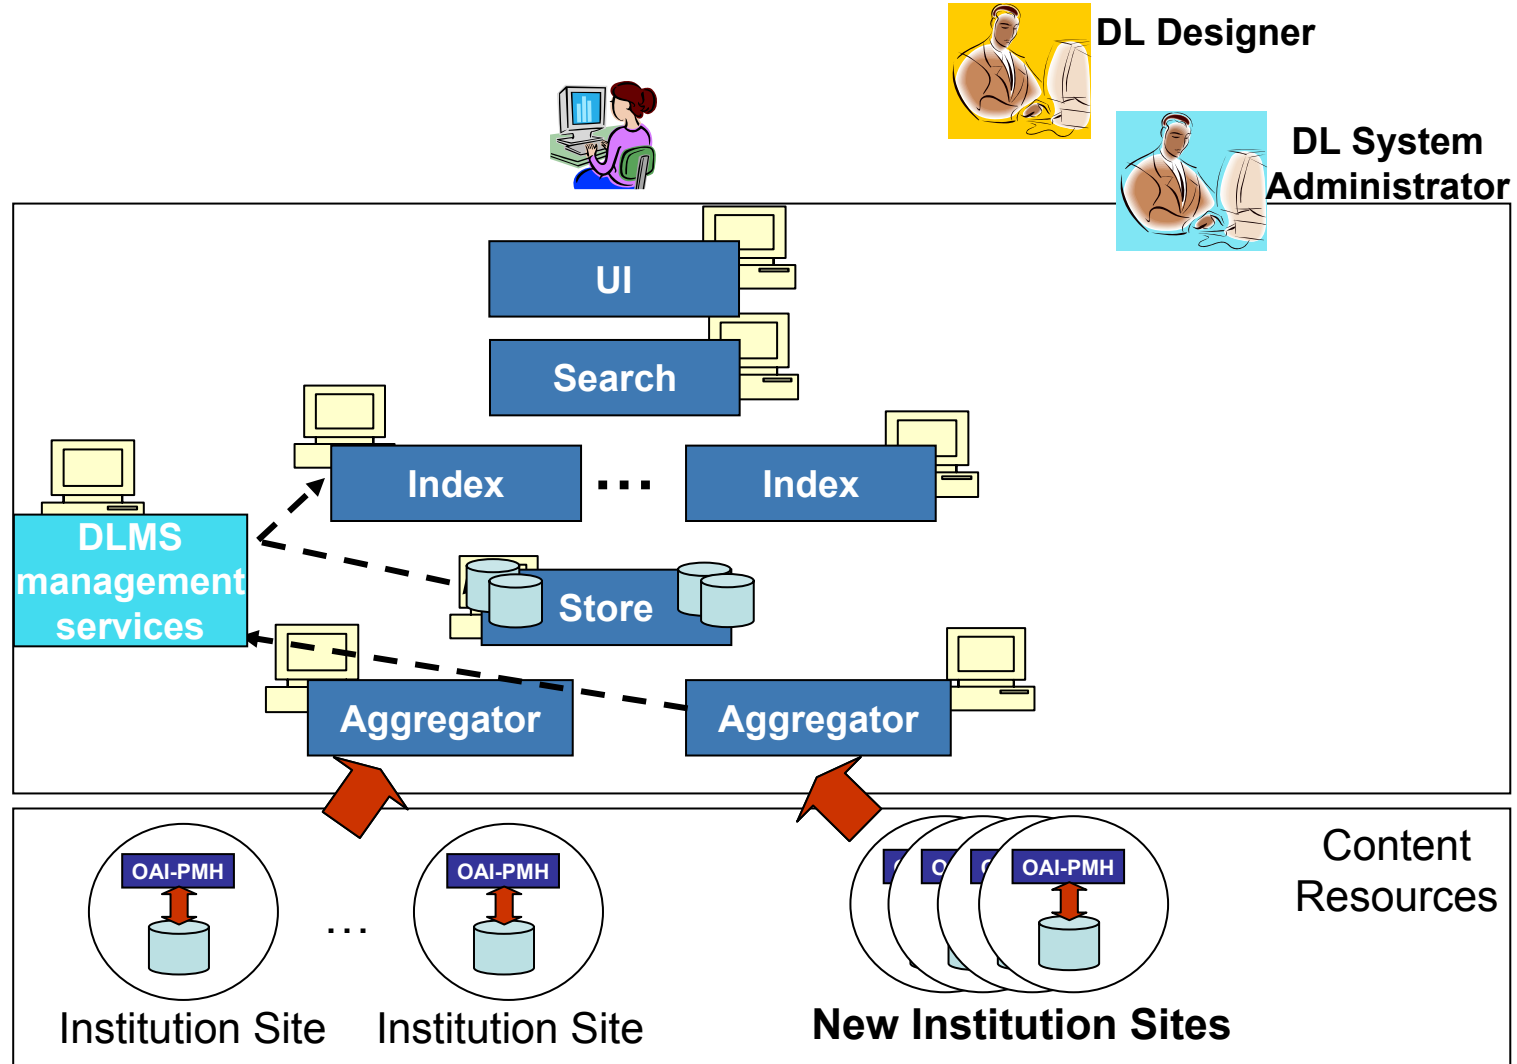 DL Designer
DL System
Administrator
UI
Search
Index
...
Index
DLMS
management
services
Store
Aggregator
Aggregator
Content
Resources
OAI-PMH
...
OAI-PMH
O
O
O
OAI-PMH
Institution Site
Institution Site
New Institution Sites